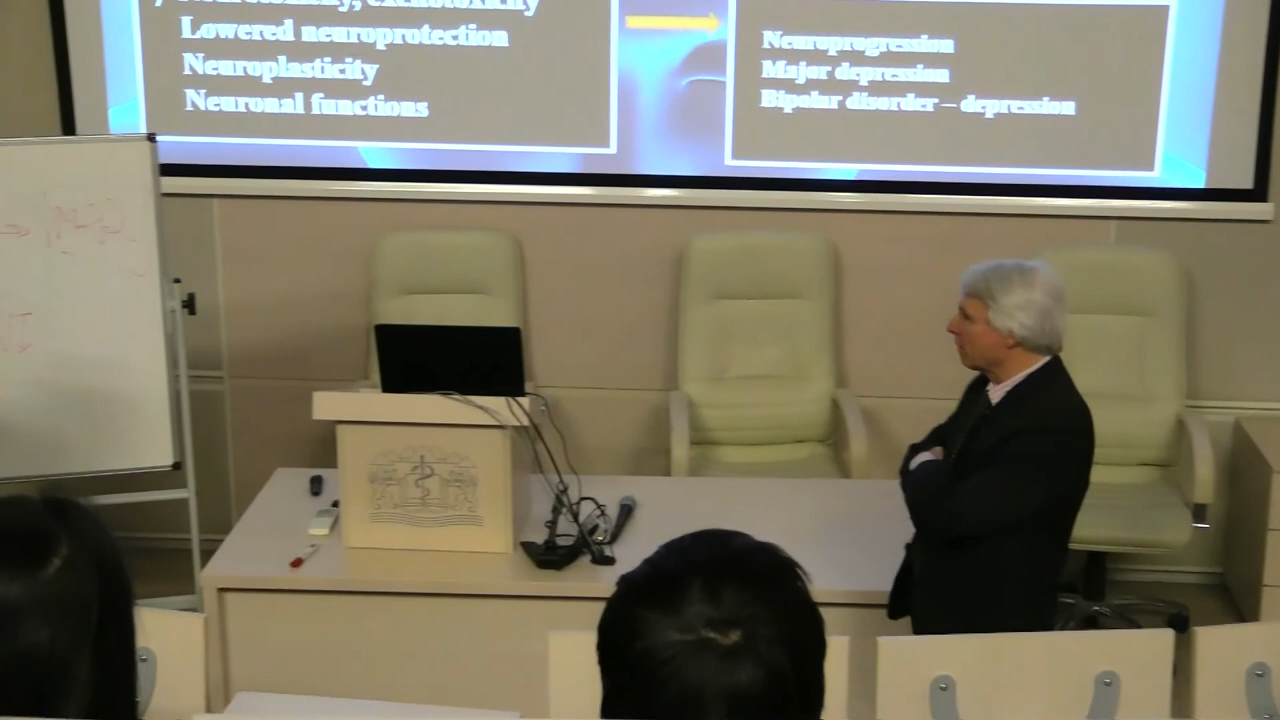 Lowered neuroprotection
Neuroplasticity
Neuronal functions
Neuroprogression
Major depression
Bipolar disorder – depression